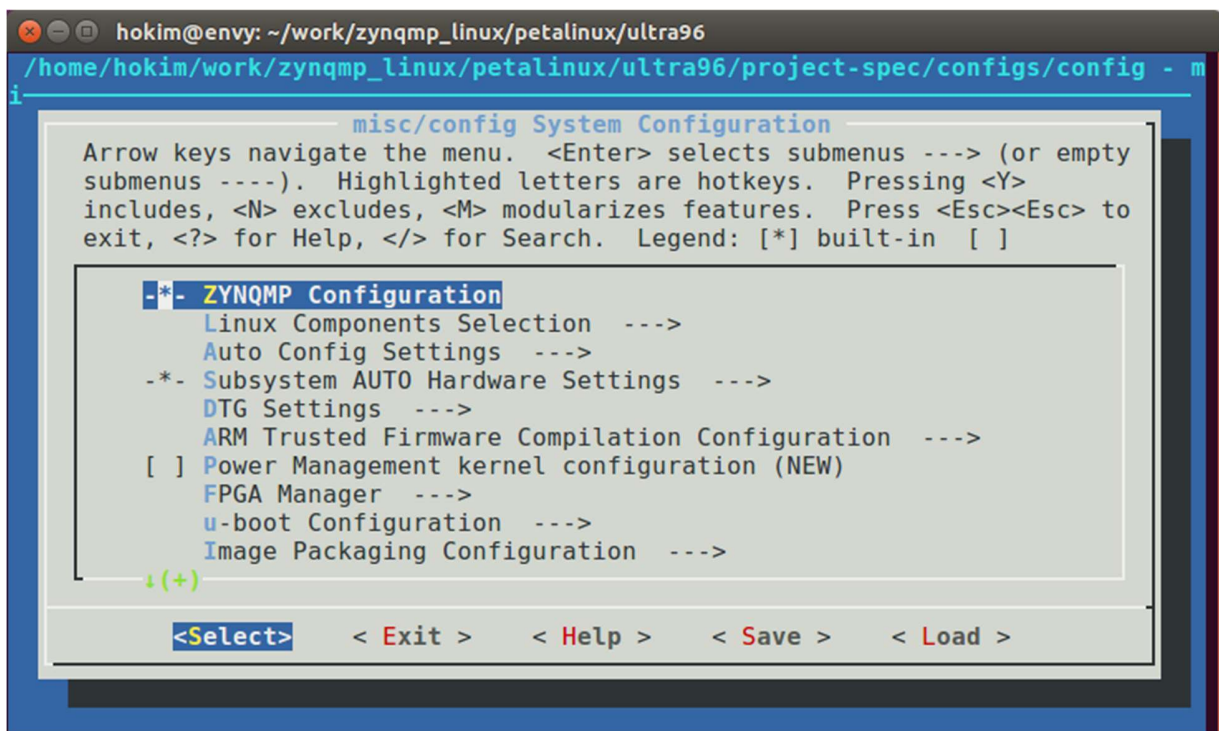 hokim@envy: ~/work/zynqmp_linux/petalinux/ultra96
/home/hokim/work/zynqmp_linux/petalinux/ultra96/project-spec/configs/config - m
i
misc/config System Configuration
Arrow keys navigate the menu.  <Enter> selects submenus ---> (or empty
submenus ----).  Highlighted letters are hotkeys.  Pressing <Y>
includes, <N> excludes, <M> modularizes features.  Press <Esc><Esc> to
exit, <?> for Help, </> for Search.  Legend: [*] built-in  [ ]
-*- ZYNQMP Configuration
Linux Components Selection  --->
Auto Config Settings  --->
-*- Subsystem AUTO Hardware Settings  --->
DTG Settings  --->
ARM Trusted Firmware Compilation Configuration  --->
[ ] Power Management kernel configuration (NEW)
FPGA Manager  --->
u-boot Configuration  --->
Image Packaging Configuration  --->
↓(+)
<Select>    < Exit >    < Help >    < Save >    < Load >